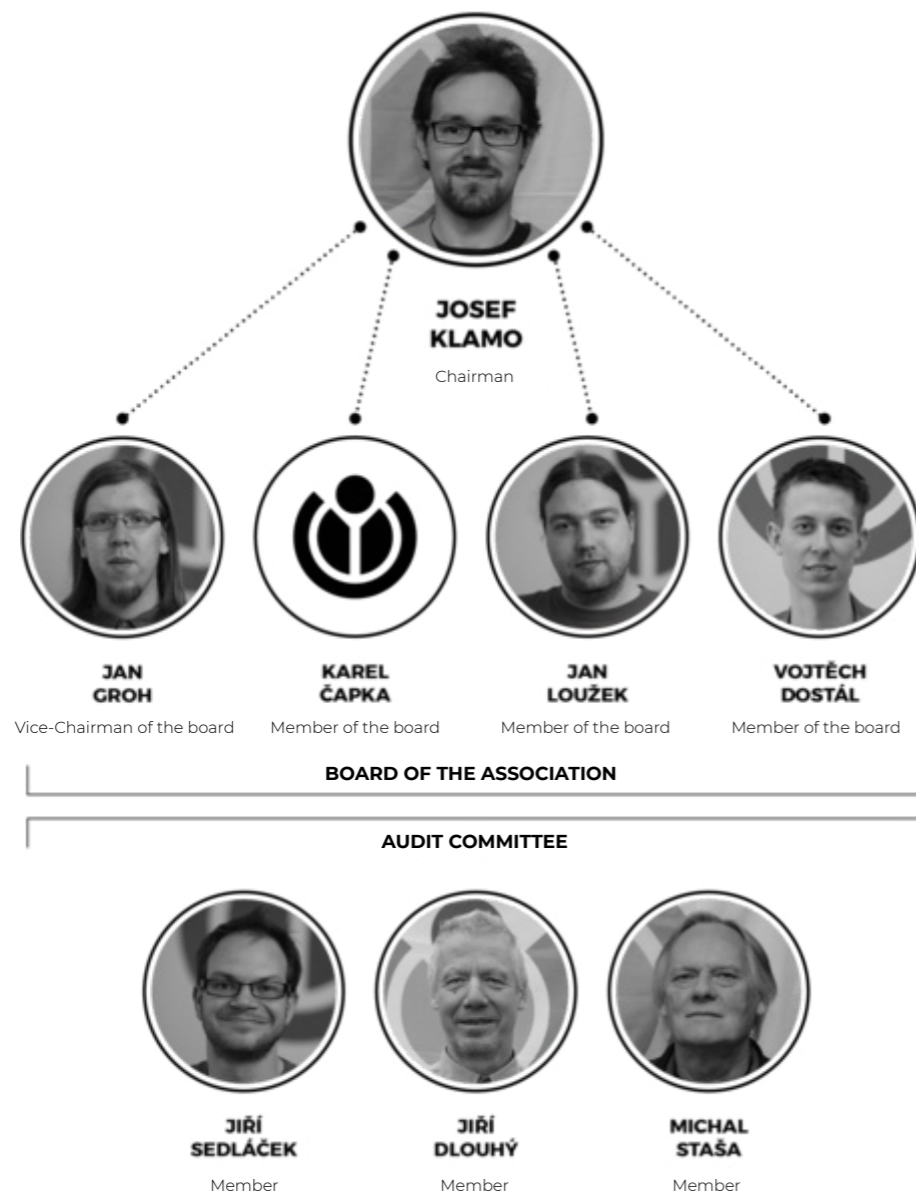 JOSEF
KLAMO
Chairman
JAN
GROH
Vice-Chairman of the board
KAREL
ČAPKA
Member of the board
JAN
LOUŽEK
Member of the board
VOJTĚCH
DOSTÁL
Member of the board
BOARD OF THE ASSOCIATION
AUDIT COMMITTEE
JIŘÍ
SEDLÁČEK
Member
JIŘÍ
DLOUHÝ
Member
MICHAL
STAŠA
Member